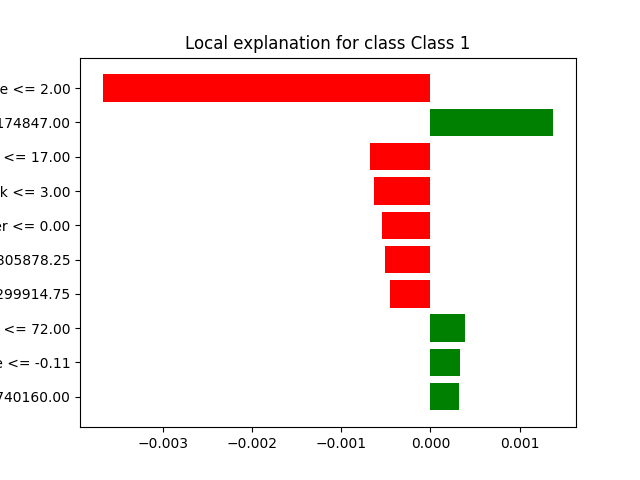 Local explanation for class Class 1
e <= 2.00
174847.00
<= 17.00
k <= 3.00
er <= 0.00
305878.25
299914.75
<= 72.00
e <= -0.11
740160.00
−0.003 −0.002 −0.001 0.000 0.001